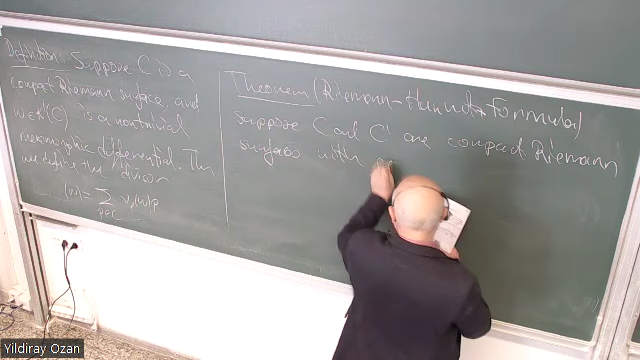 Definition: Suppose C is a
compact Riemann surface, and
w∈K(C) is a nontrivial
meromorphic differential. Then
we define the divisor
(w) = ∑ νp(w)p
p∈C
Theorem (Riemann-Hurwitz Formula)
Suppose C and C' are compact Riemann
surfaces with
Yildiray Ozan